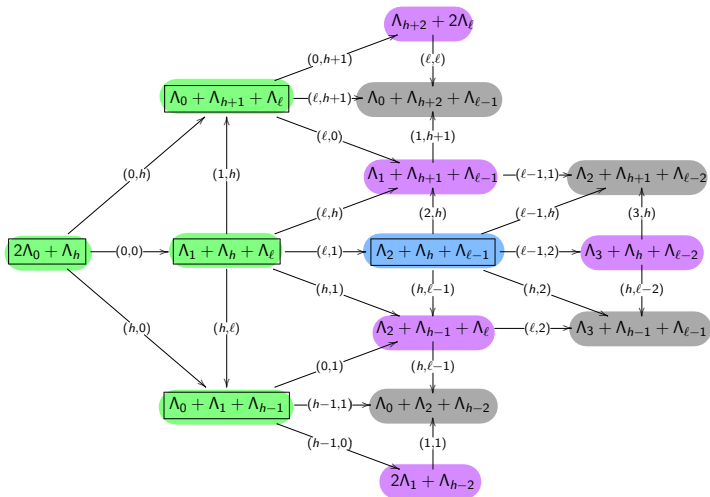 Λ_{h+2} + 2Λ_ℓ
(0,h+1)
(ℓ,ℓ)
Λ_0 + Λ_{h+1} + Λ_ℓ
(ℓ,h+1)
Λ_0 + Λ_{h+2} + Λ_{ℓ−1}
(ℓ,0)
(1,h+1)
(0,h)
(1,h)
Λ_1 + Λ_{h+1} + Λ_{ℓ−1}
(ℓ−1,1)
Λ_2 + Λ_{h+1} + Λ_{ℓ−2}
(ℓ,h)
(2,h)
(ℓ−1,h)
(3,h)
2Λ_0 + Λ_h
(0,0)
Λ_1 + Λ_h + Λ_ℓ
(ℓ,1)
Λ_2 + Λ_h + Λ_{ℓ−1}
(ℓ−1,2)
Λ_3 + Λ_h + Λ_{ℓ−2}
(h,1)
(h,ℓ−1)
(h,2)
(h,ℓ−2)
(h,0)
(h,ℓ)
Λ_2 + Λ_{h−1} + Λ_ℓ
(ℓ,2)
Λ_3 + Λ_{h−1} + Λ_{ℓ−1}
(0,1)
(h,ℓ−1)
Λ_0 + Λ_1 + Λ_{h−1}
(h−1,1)
Λ_0 + Λ_2 + Λ_{h−2}
(h−1,0)
(1,1)
2Λ_1 + Λ_{h−2}